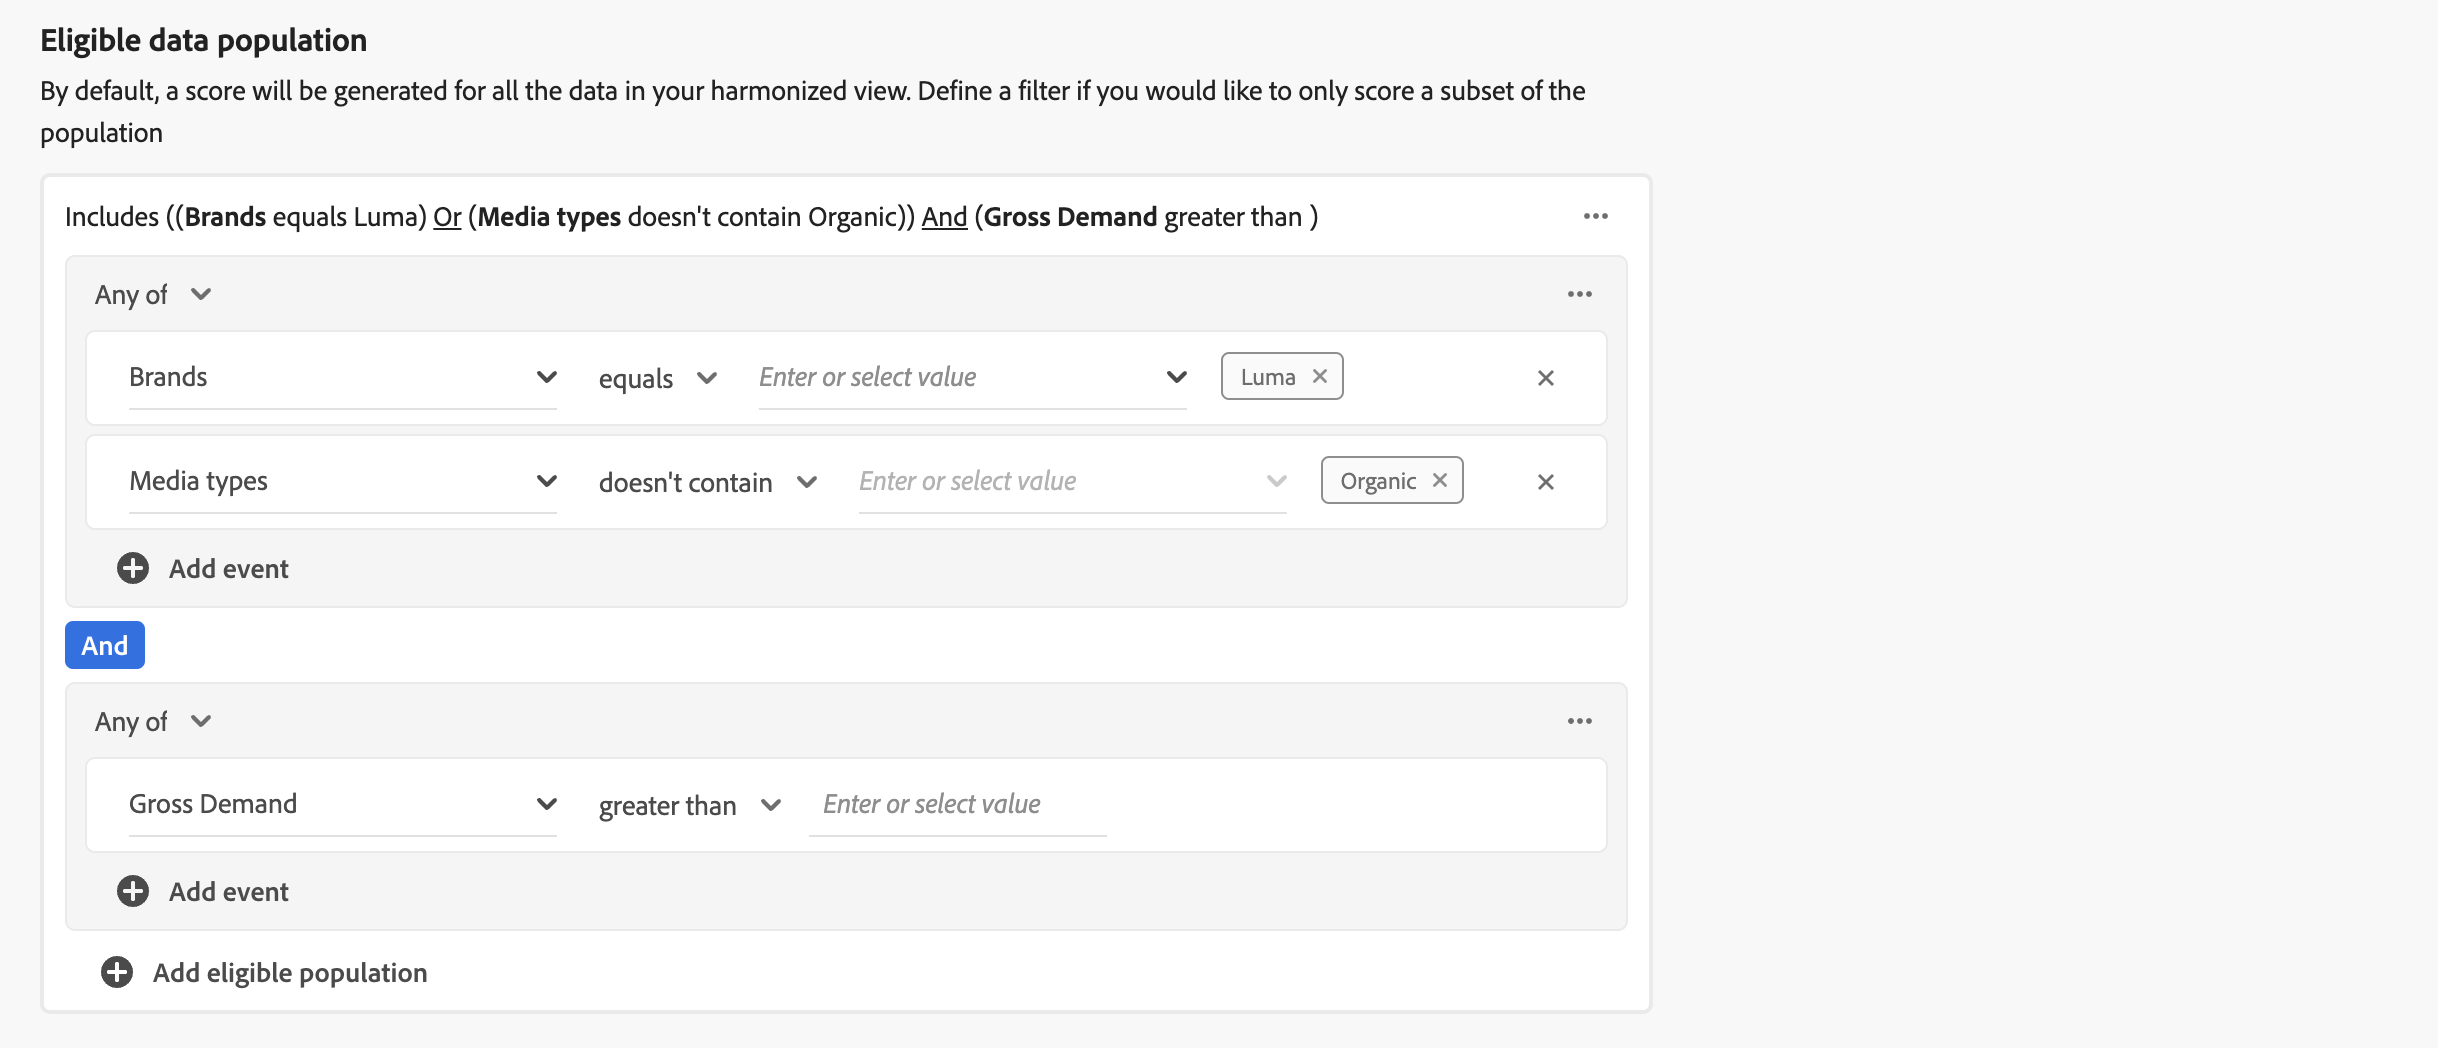 Eligible data population
By default, a score will be generated for all the data in your harmonized view. Define a filter if you would like to only score a subset of the
population
Includes ((Brands equals Luma) Or (Media types doesn't contain Organic)) And (Gross Demand greater than )
Any of
Brands equals Enter or select value Luma
Media types doesn't contain Enter or select value Organic
Add event
And
Any of
Gross Demand greater than Enter or select value
Add event
Add eligible population